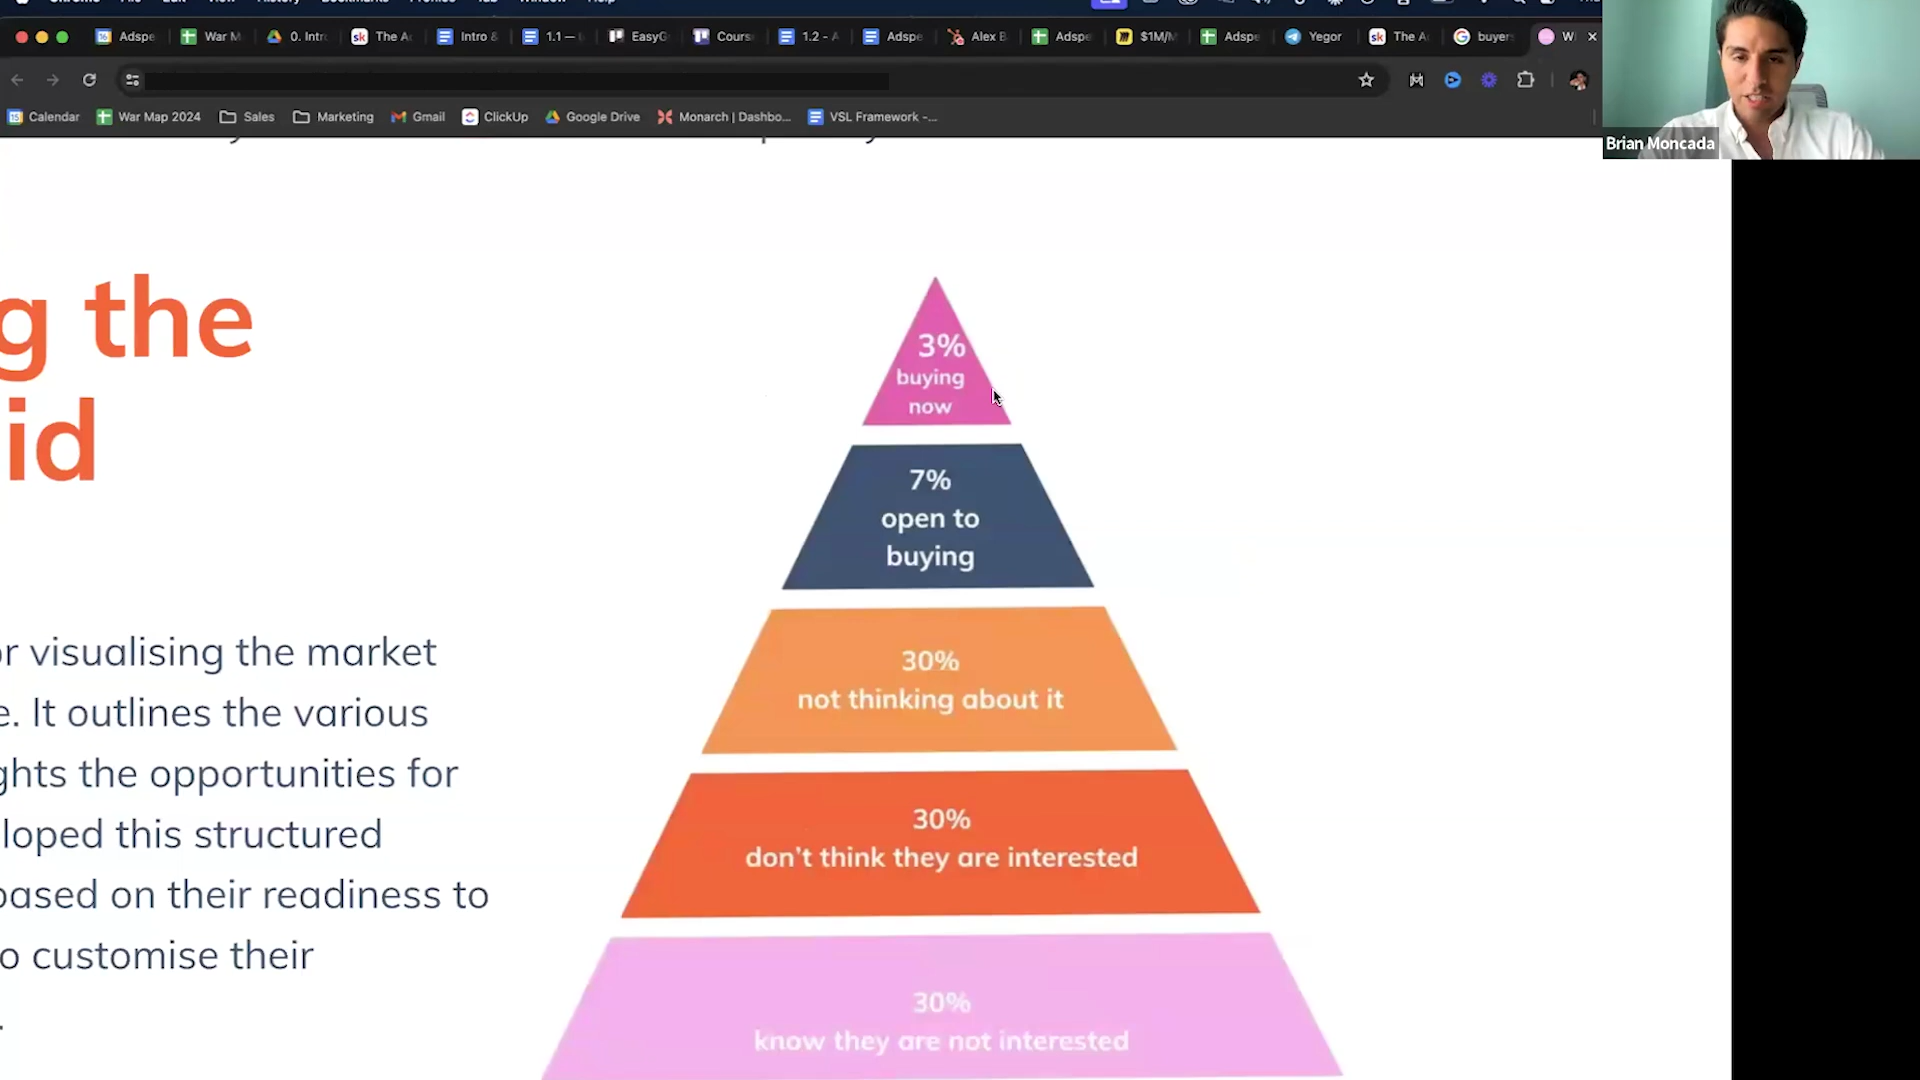 Adspe
War M
0. Intr
The A
Intro &
1.1 —
EasyG
Cours
1.2 - A
Adspe
Alex B
Adspe
$1M/M
Adspe
Yegor
The A
buyer
W
Calendar
War Map 2024
Sales
Marketing
Gmail
ClickUp
Google Drive
Monarch | Dashbo...
VSL Framework -...
Brian Moncada
g the
id
r visualising the market
e. It outlines the various
ghts the opportunities for
loped this structured
based on their readiness to
o customise their
3%
buying
now
7%
open to
buying
30%
not thinking about it
30%
don't think they are interested
30%
know they are not interested